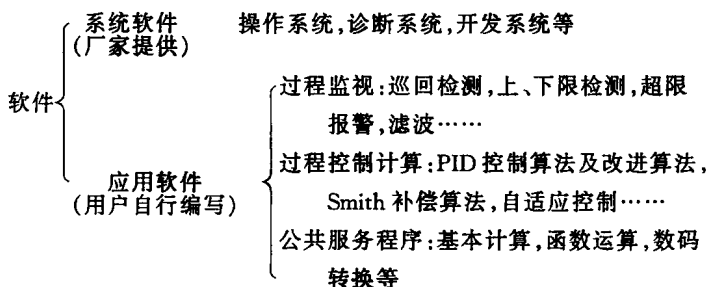 系统软件 操作系统,诊断系统,开发系统等
(厂家提供)
软件
过程监视:巡回检测,上、下限检测,超限
报警,滤波……
应用软件
(用户自行编写)
过程控制计算:PID控制算法及改进算法,
Smith补偿算法,自适应控制……
公共服务程序:基本计算,函数运算,数码
转换等